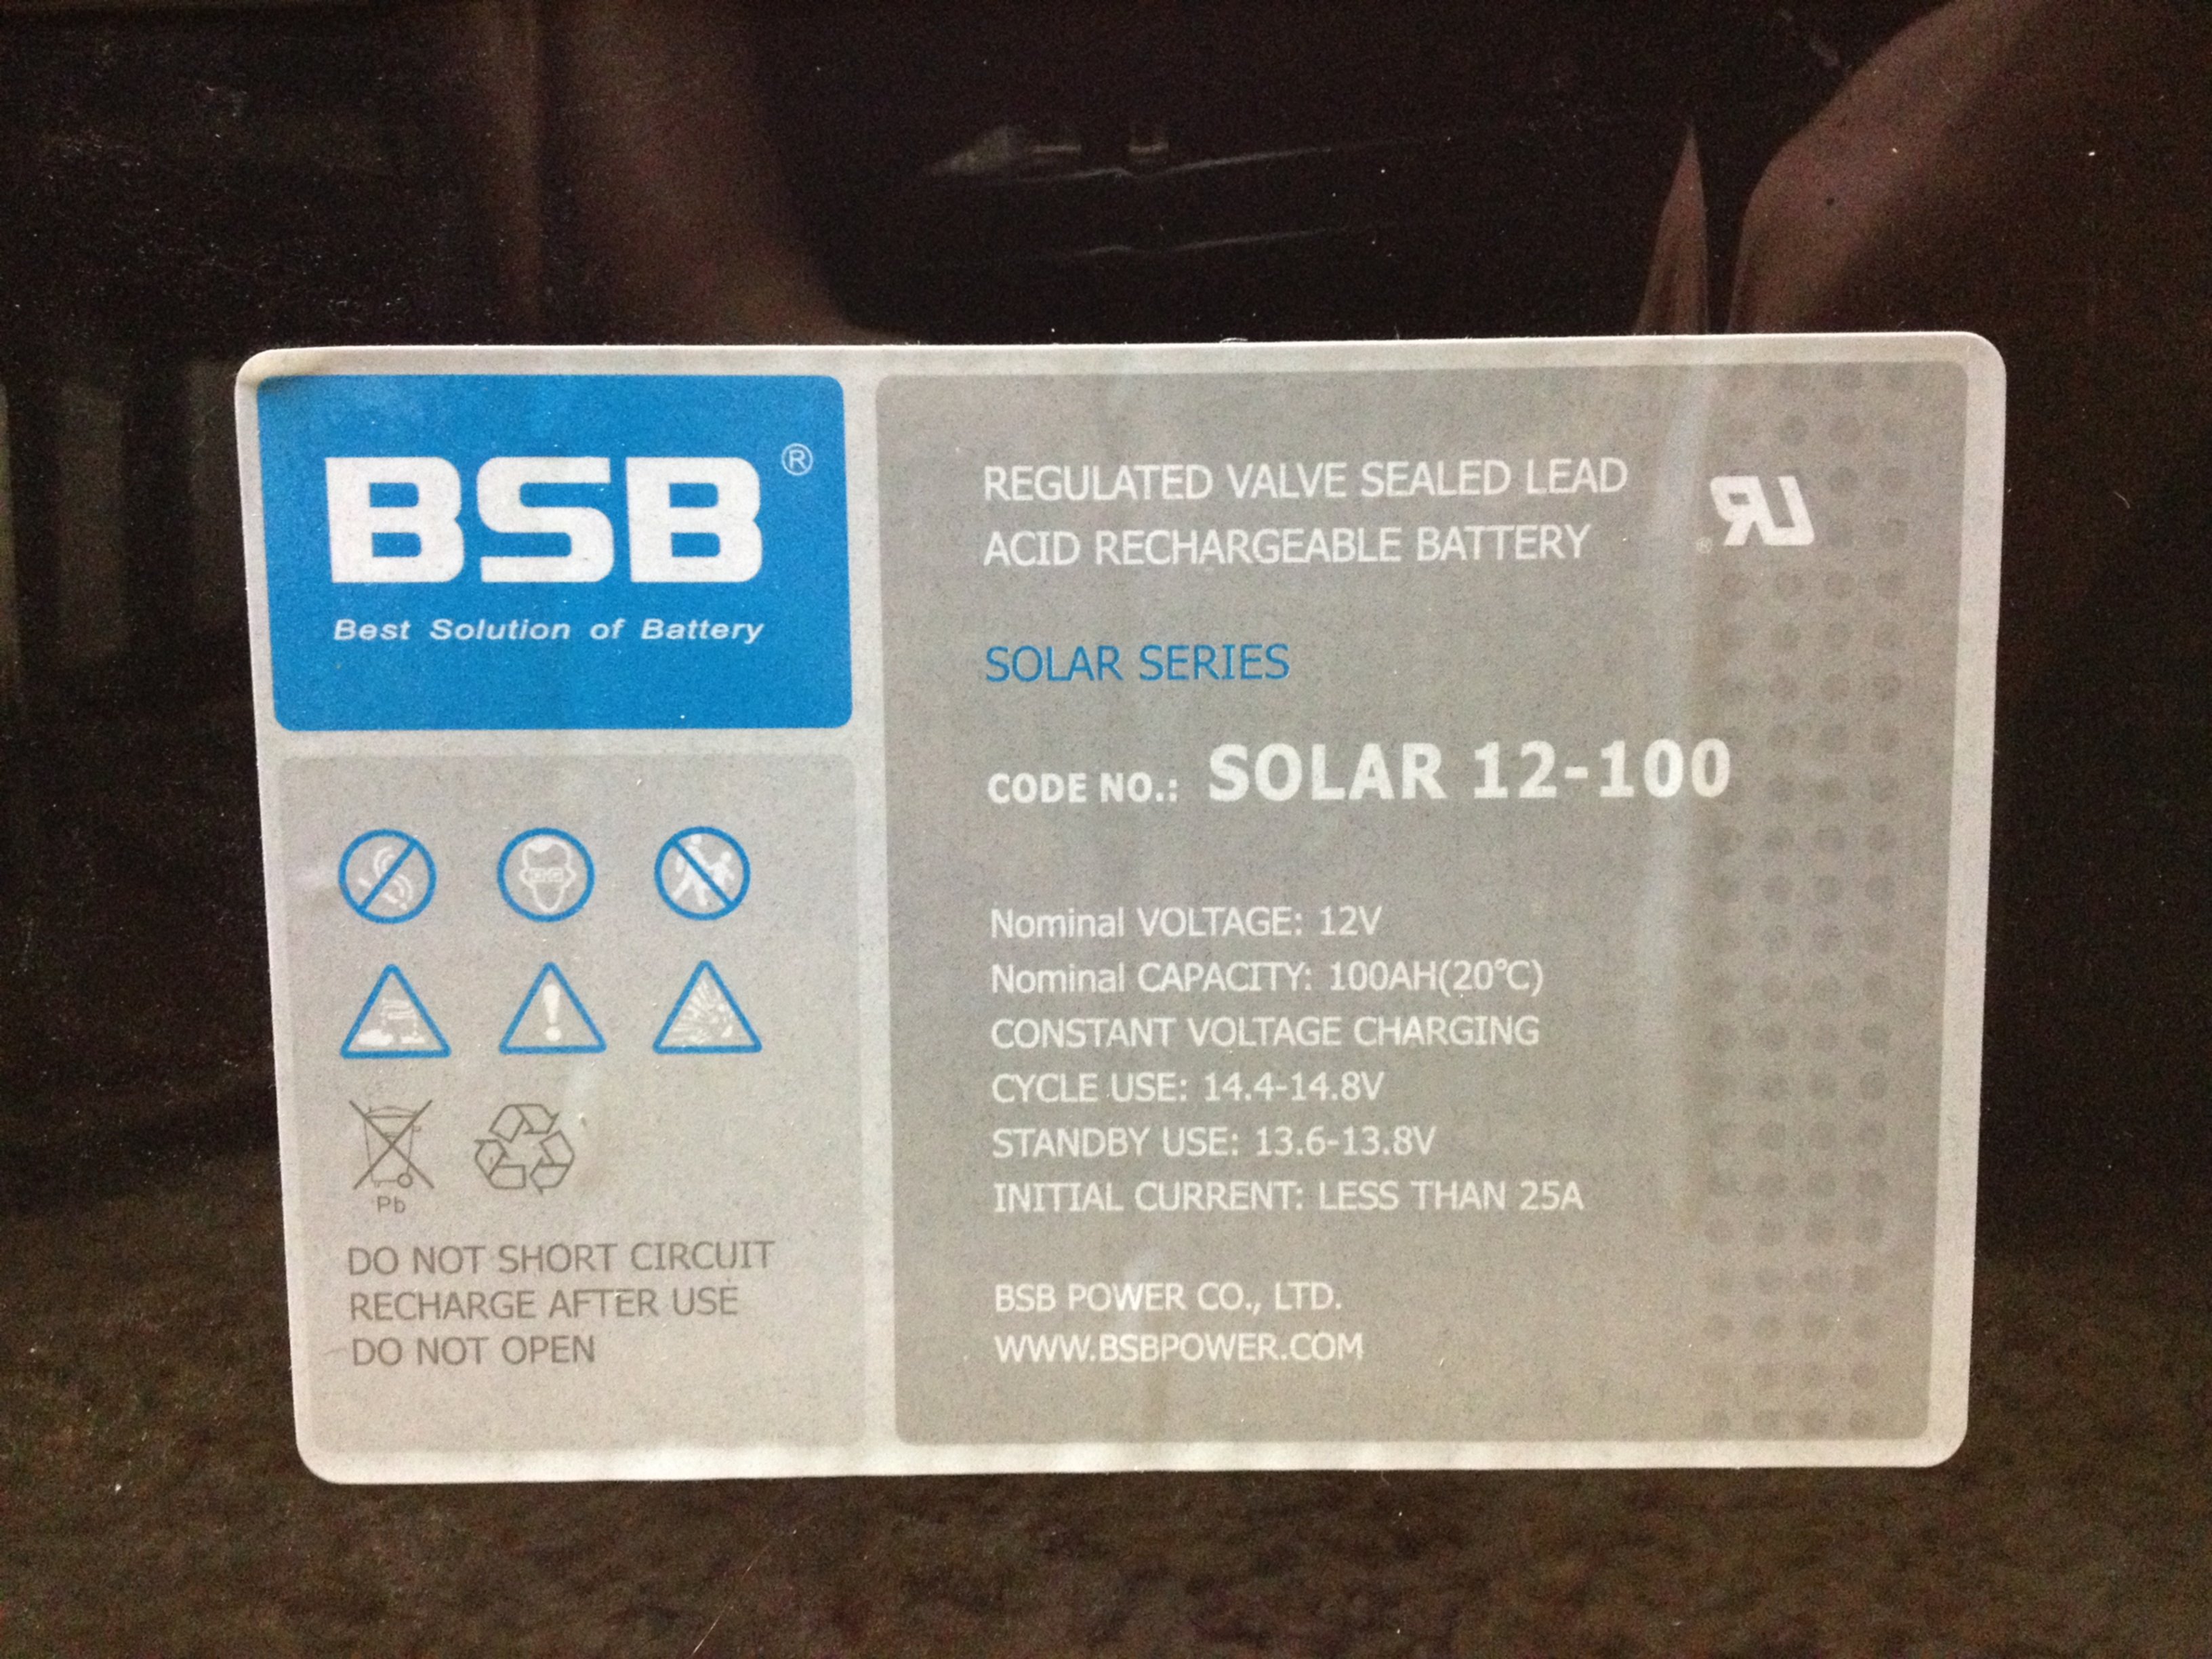 BSB®
Best Solution of Battery
REGULATED VALVE SEALED LEAD
ACID RECHARGEABLE BATTERY
SOLAR SERIES
CODE NO.: SOLAR 12-100
Nominal VOLTAGE: 12V
Nominal CAPACITY: 100AH(20℃)
CONSTANT VOLTAGE CHARGING
CYCLE USE: 14.4-14.8V
STANDBY USE: 13.6-13.8V
INITIAL CURRENT: LESS THAN 25A
BSB POWER CO., LTD.
WWW.BSBPOWER.COM
Pb
DO NOT SHORT CIRCUIT
RECHARGE AFTER USE
DO NOT OPEN